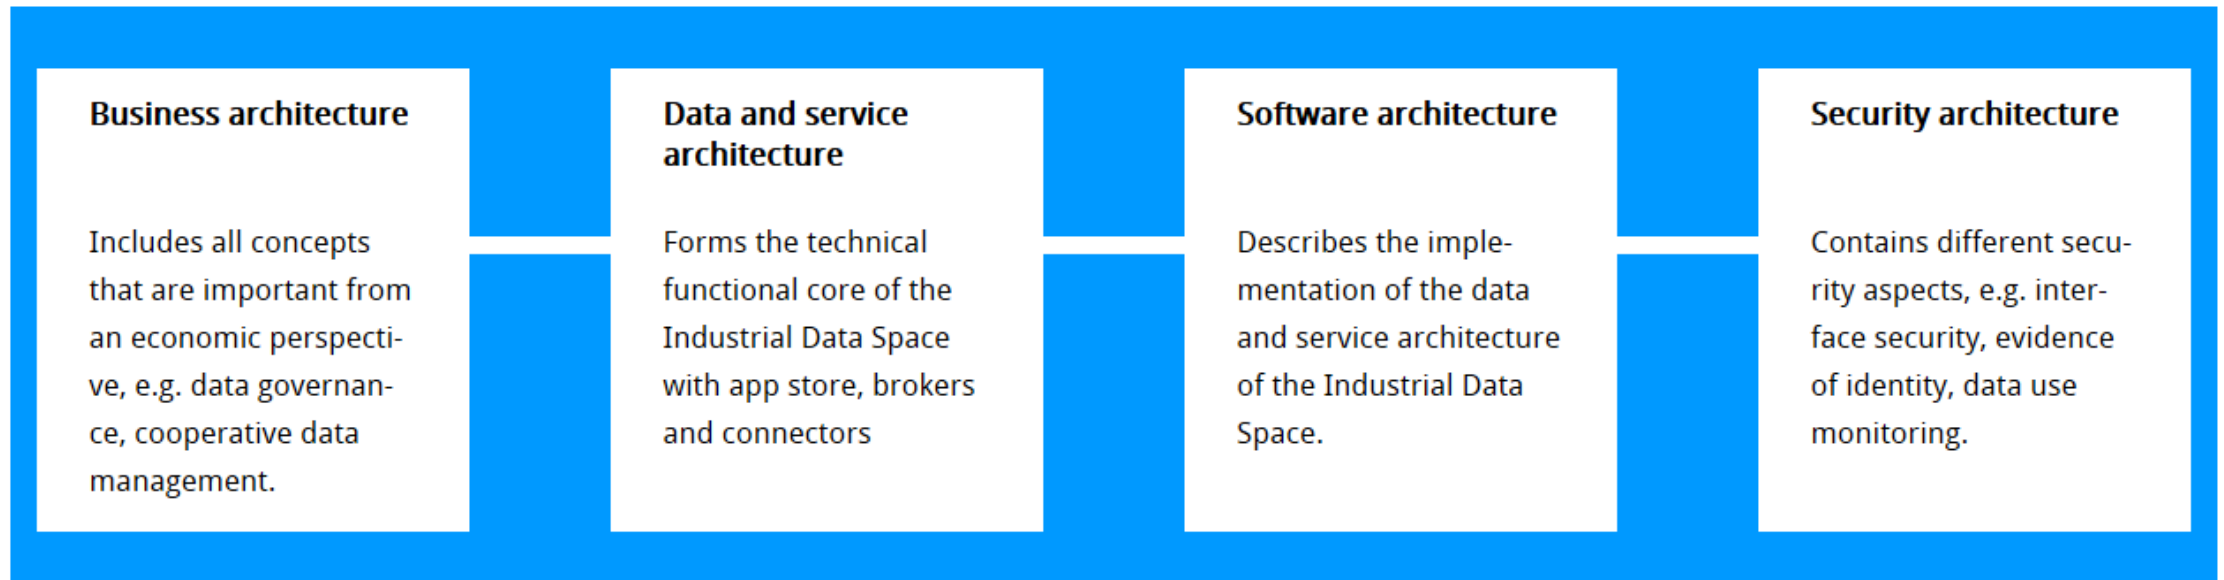 Business architecture
Includes all concepts
that are important from
an economic perspecti-
ve, e.g. data governan-
ce, cooperative data
management.
Data and service
architecture
Forms the technical
functional core of the
Industrial Data Space
with app store, brokers
and connectors
Software architecture
Describes the imple-
mentation of the data
and service architecture
of the Industrial Data
Space.
Security architecture
Contains different secu-
rity aspects, e.g. inter-
face security, evidence
of identity, data use
monitoring.